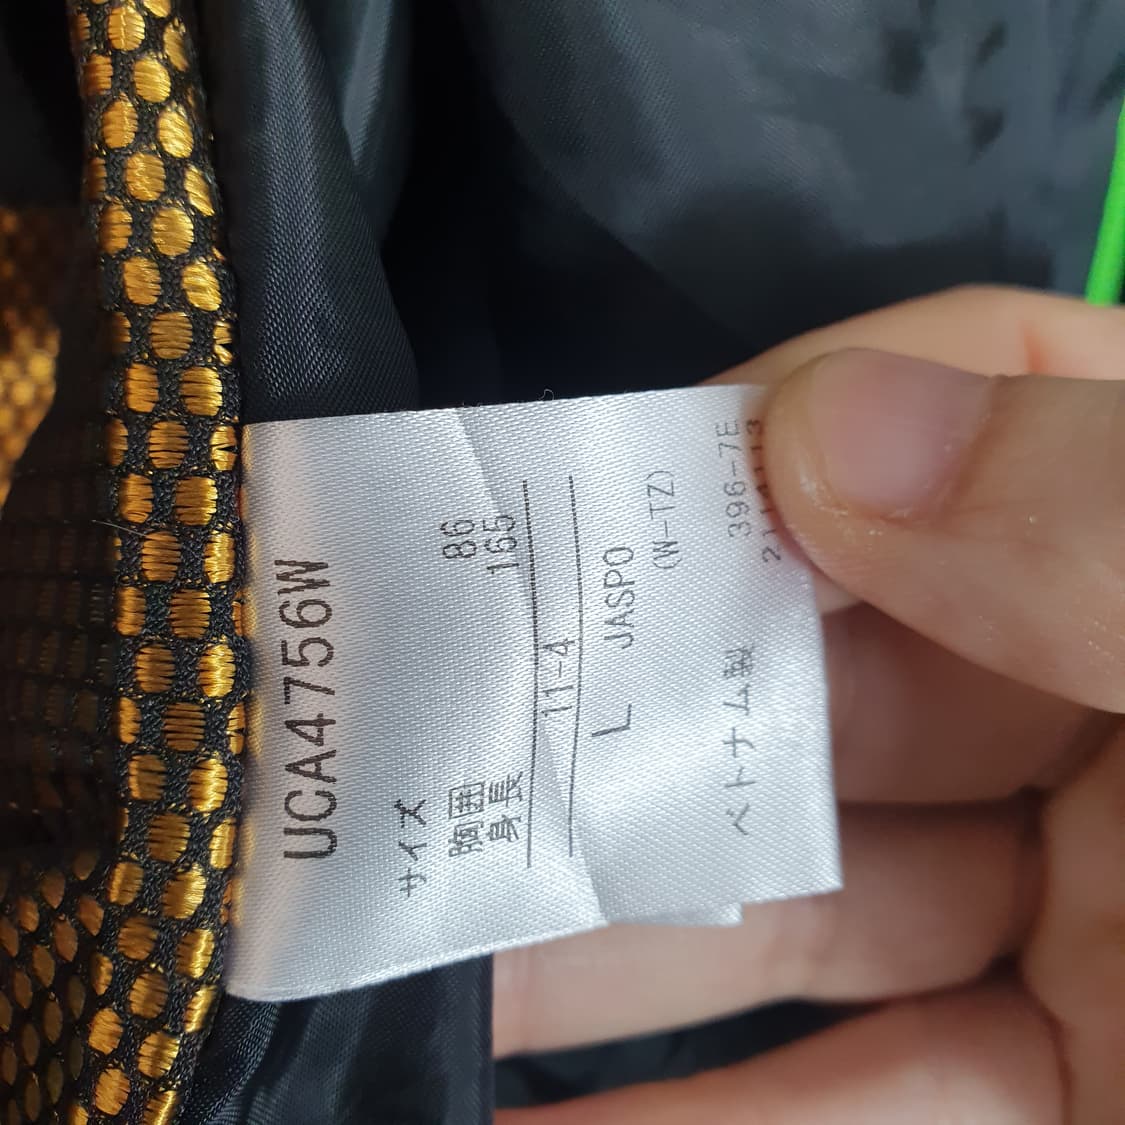 UCA4756W
サイズ
胸囲 86
身長 165
11-4
L JASPO
(W-TZ)
ベトナム製 396-7E